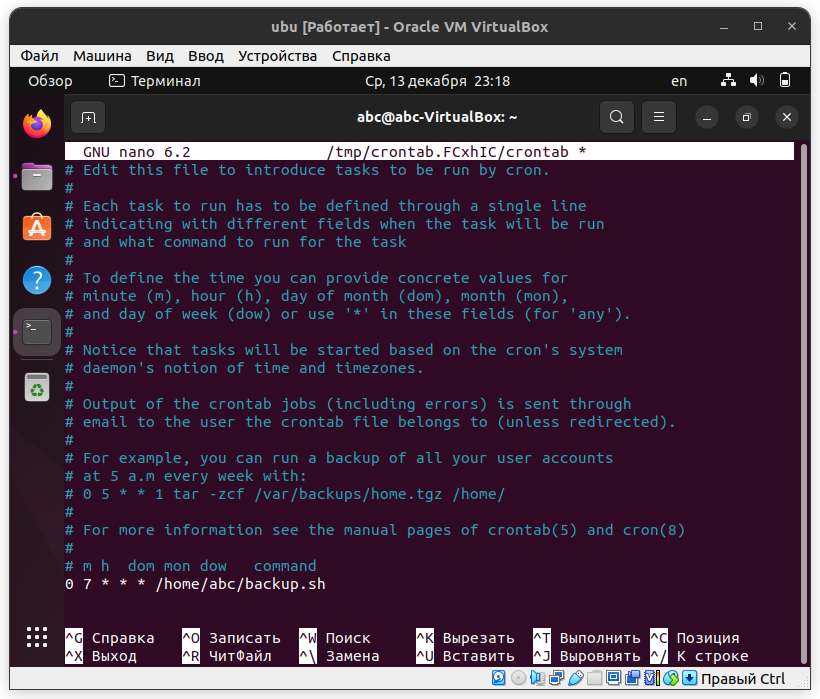 ubu [Работает] - Oracle VM VirtualBox
Файл Машина Вид Ввод Устройства Справка
Обзор Терминал Ср, 13 декабря 23:18 en
abc@abc-VirtualBox: ~
GNU nano 6.2 /tmp/crontab.FCxhIC/crontab *
# Edit this file to introduce tasks to be run by cron.
#
# Each task to run has to be defined through a single line
# indicating with different fields when the task will be run
# and what command to run for the task
#
# To define the time you can provide concrete values for
# minute (m), hour (h), day of month (dom), month (mon),
# and day of week (dow) or use '*' in these fields (for 'any').
#
# Notice that tasks will be started based on the cron's system
# daemon's notion of time and timezones.
#
# Output of the crontab jobs (including errors) is sent through
# email to the user the crontab file belongs to (unless redirected).
#
# For example, you can run a backup of all your user accounts
# at 5 a.m every week with:
# 0 5 * * 1 tar -zcf /var/backups/home.tgz /home/
#
# For more information see the manual pages of crontab(5) and cron(8)
#
# m h  dom mon dow   command
0 7 * * * /home/abc/backup.sh
^G Справка ^O Записать ^W Поиск ^K Вырезать ^T Выполнить ^C Позиция
^X Выход ^R ЧитФайл ^\ Замена ^U Вставить ^J Выровнять ^/ К строке
Правый Ctrl